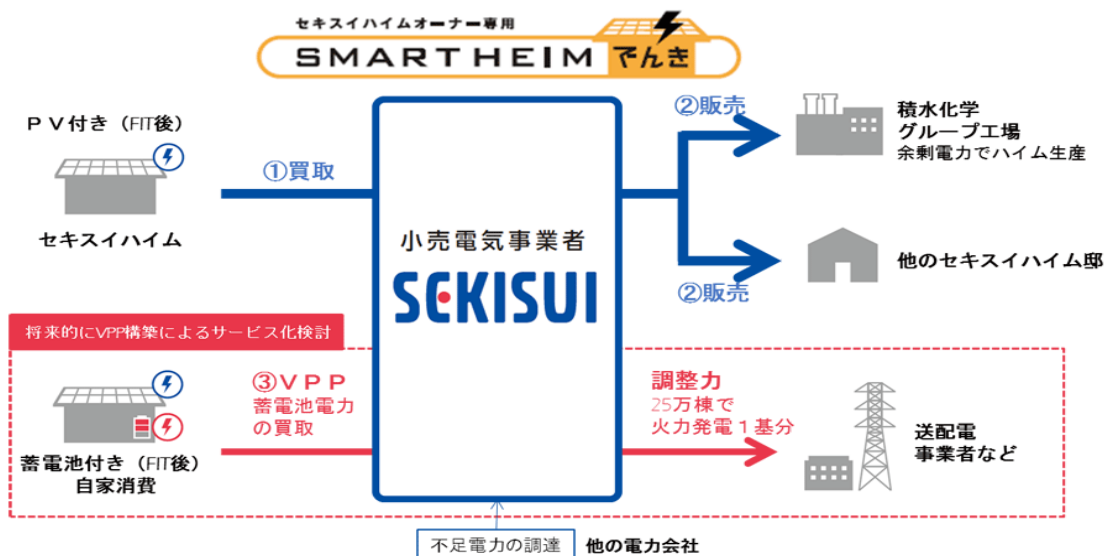 セキスイハイムオーナー専用
SMART HEIM でんき
PV付き（FIT後）
セキスイハイム
①買取
小売電気事業者
SEKISUI
②販売
積水化学
グループ工場
余剰電力でハイム生産
他のセキスイハイム邸
②販売
将来的にVPP構築によるサービス化検討
蓄電池付き（FIT後）
自家消費
③VPP
蓄電池電力
の買取
調整力
25万棟で
火力発電１基分
送配電
事業者など
不足電力の調達
他の電力会社